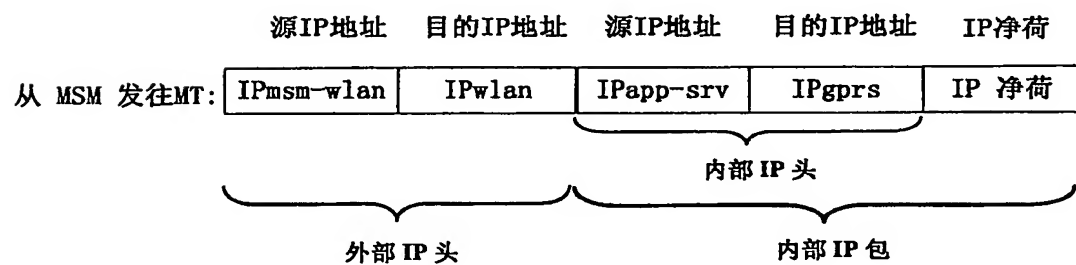 源IP地址 目的IP地址 源IP地址 目的IP地址 IP净荷
从 MSM 发往MT: IPmsm-wlan IPwlan IPapp-srv IPgprs IP 净荷
内部 IP 头
外部 IP 头 内部 IP 包